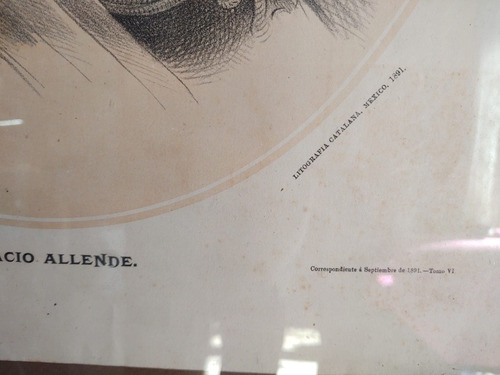 LITOGRAFIA CATALANA, MEXICO, 1891.
ACIO ALLENDE.
Correspondiente á Septiembre de 1891.—Tomo VI